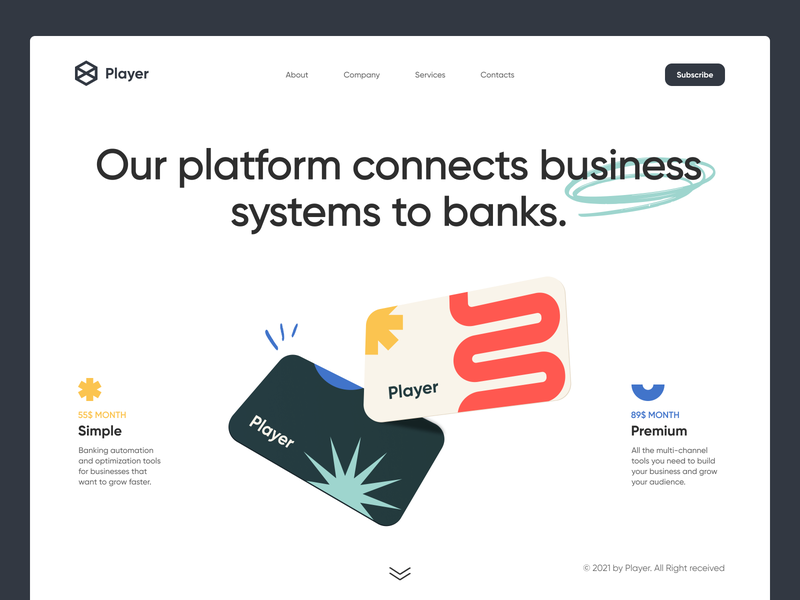 Player
About
Company
Services
Contacts
Subscribe
Our platform connects business
systems to banks.
Player
Player
55$ MONTH
Simple
Banking automation
and optimization tools
for businesses that
want to grow faster.
89$ MONTH
Premium
All the multi-channel
tools you need to build
your business and grow
your audience.
© 2021 by Player. All Right received